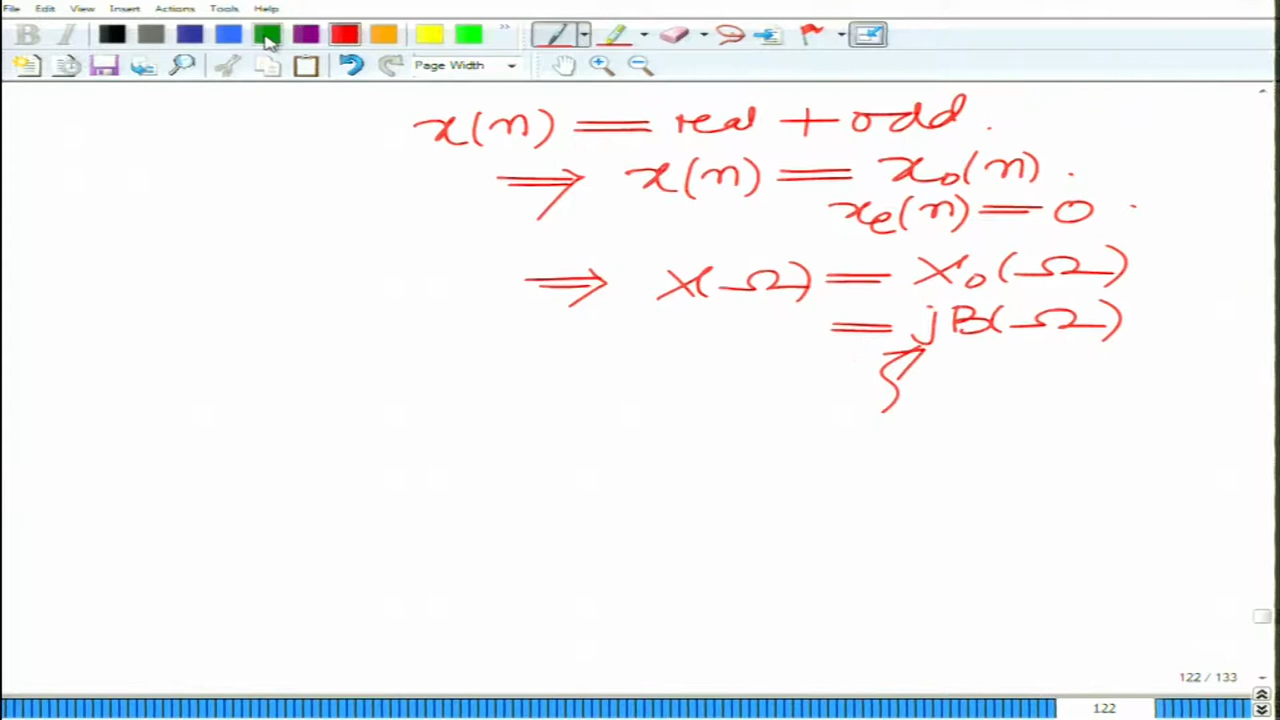 File Edit View Insert Actions Tools Help
B I »
Page Width
x(n) = real + odd.
⇒ x(n) = x₀(n).
xₑ(n) = 0.
⇒ X(Ω) = X₀(Ω)
= jB(Ω)
122 / 133
122